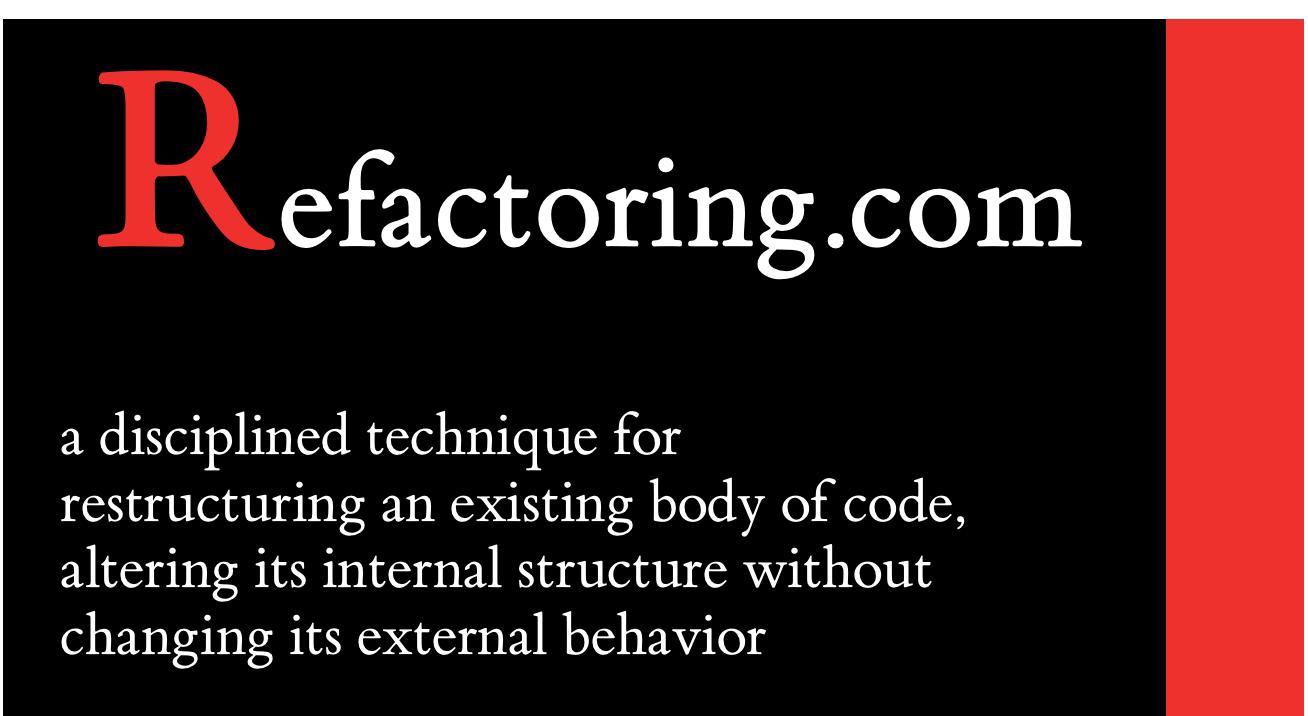 Refactoring.com
a disciplined technique for
restructuring an existing body of code,
altering its internal structure without
changing its external behavior